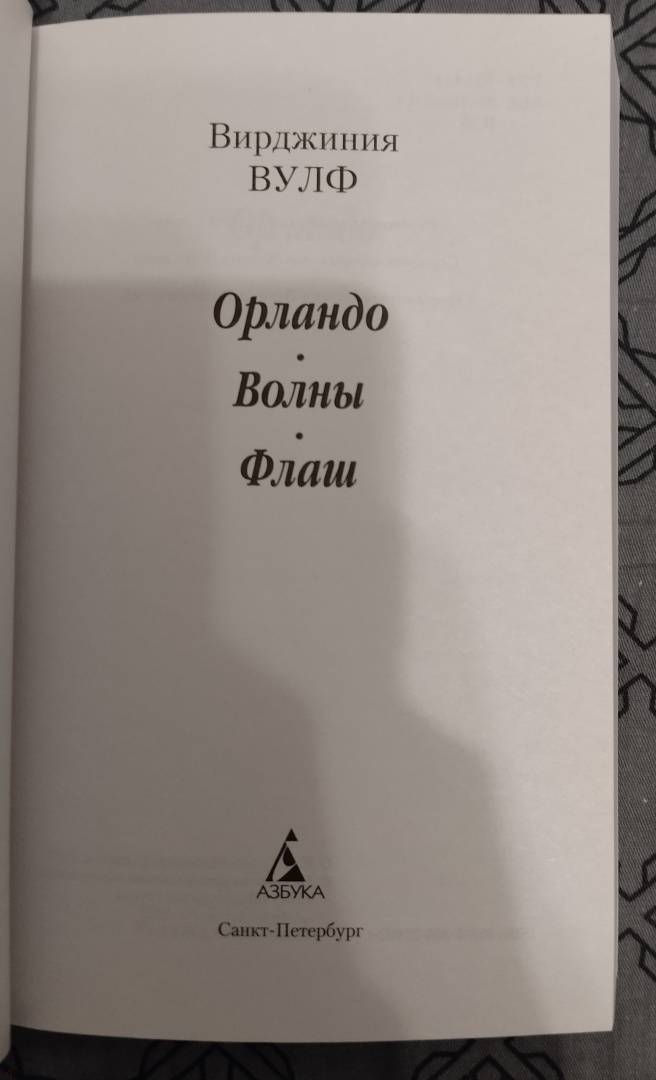 Вирджиния
ВУЛФ
Орландо
•
Волны
•
Флаш
АЗБУКА
Санкт-Петербург